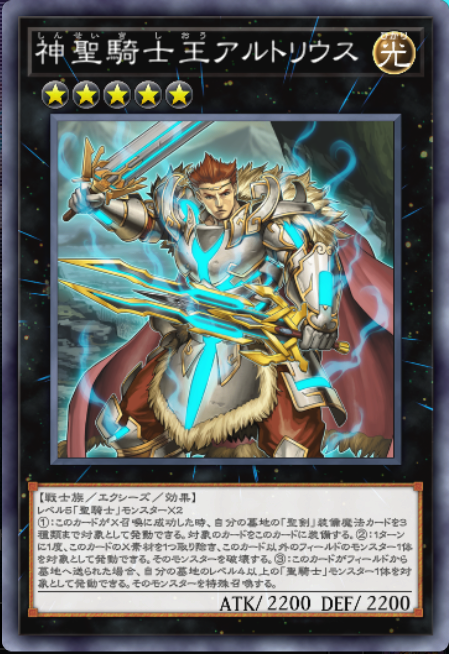 しんせいき しおう
神聖騎士王アルトリウス
ひかり
光
【戦士族／エクシーズ／効果】
レベル5「聖騎士」モンスター×2
①：このカードがX召喚に成功した時、自分の墓地の「聖剣」装備魔法カードを3
種類まで対象として発動できる。対象のカードをこのカードに装備する。②：1ターン
に1度、このカードのX素材を1つ取り除き、このカード以外のフィールドのモンスター1体
を対象として発動できる。そのモンスターを破壊する。③：このカードがフィールドから
墓地へ送られた場合、自分の墓地のレベル4以上の「聖騎士」モンスター1体を対
象として発動できる。そのモンスターを特殊召喚する。
ATK/ 2200 DEF/ 2200